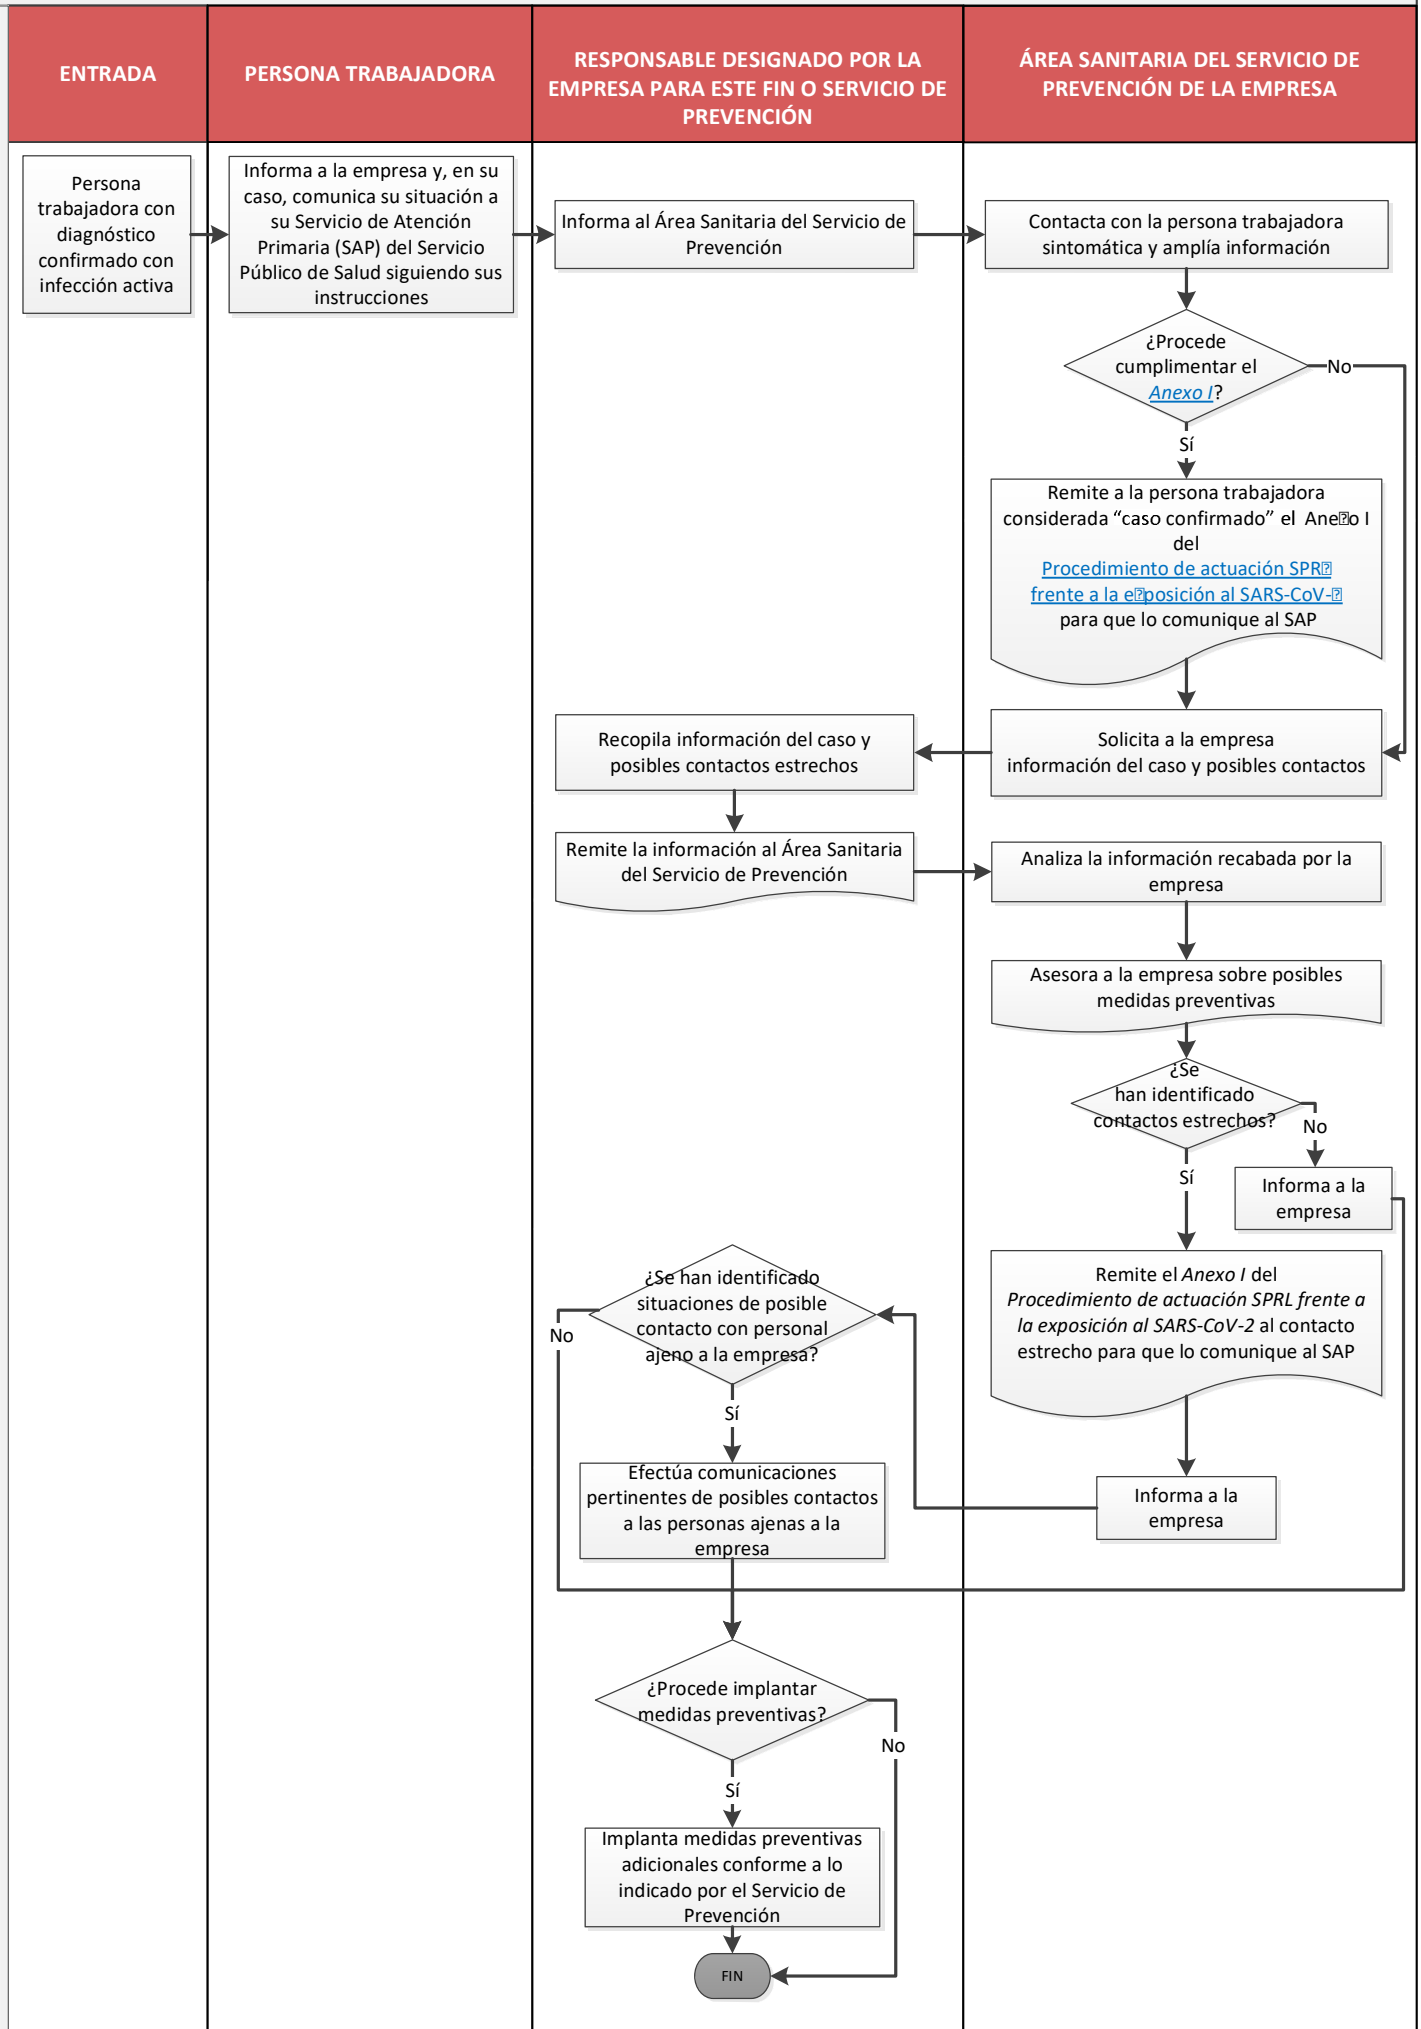 ENTRADA
PERSONA TRABAJADORA
RESPONSABLE DESIGNADO POR LA
EMPRESA PARA ESTE FIN O SERVICIO DE
PREVENCIÓN
ÁREA SANITARIA DEL SERVICIO DE
PREVENCIÓN DE LA EMPRESA
Persona
trabajadora con
diagnóstico
confirmado con
infección activa
Informa a la empresa y, en su
caso, comunica su situación a
su Servicio de Atención
Primaria (SAP) del Servicio
Público de Salud siguiendo sus
instrucciones
Informa al Área Sanitaria del Servicio de
Prevención
Contacta con la persona trabajadora
sintomática y amplía información
¿Procede
cumplimentar el
Anexo I?
No
Sí
Remite a la persona trabajadora
considerada “caso confirmado” el Ane⍰o I
del
Procedimiento de actuación SPR⍰
frente a la e⍰posición al SARS-CoV-⍰
para que lo comunique al SAP
Solicita a la empresa
información del caso y posibles contactos
Recopila información del caso y
posibles contactos estrechos
Remite la información al Área Sanitaria
del Servicio de Prevención
Analiza la información recabada por la
empresa
Asesora a la empresa sobre posibles
medidas preventivas
¿Se
han identificado
contactos estrechos?
No
Sí
Informa a la
empresa
Remite el Anexo I del
Procedimiento de actuación SPRL frente a
la exposición al SARS-CoV-2 al contacto
estrecho para que lo comunique al SAP
Informa a la
empresa
¿Se han identificado
situaciones de posible
contacto con personal
ajeno a la empresa?
No
Sí
Efectúa comunicaciones
pertinentes de posibles contactos
a las personas ajenas a la
empresa
¿Procede implantar
medidas preventivas?
No
Sí
Implanta medidas preventivas
adicionales conforme a lo
indicado por el Servicio de
Prevención
FIN